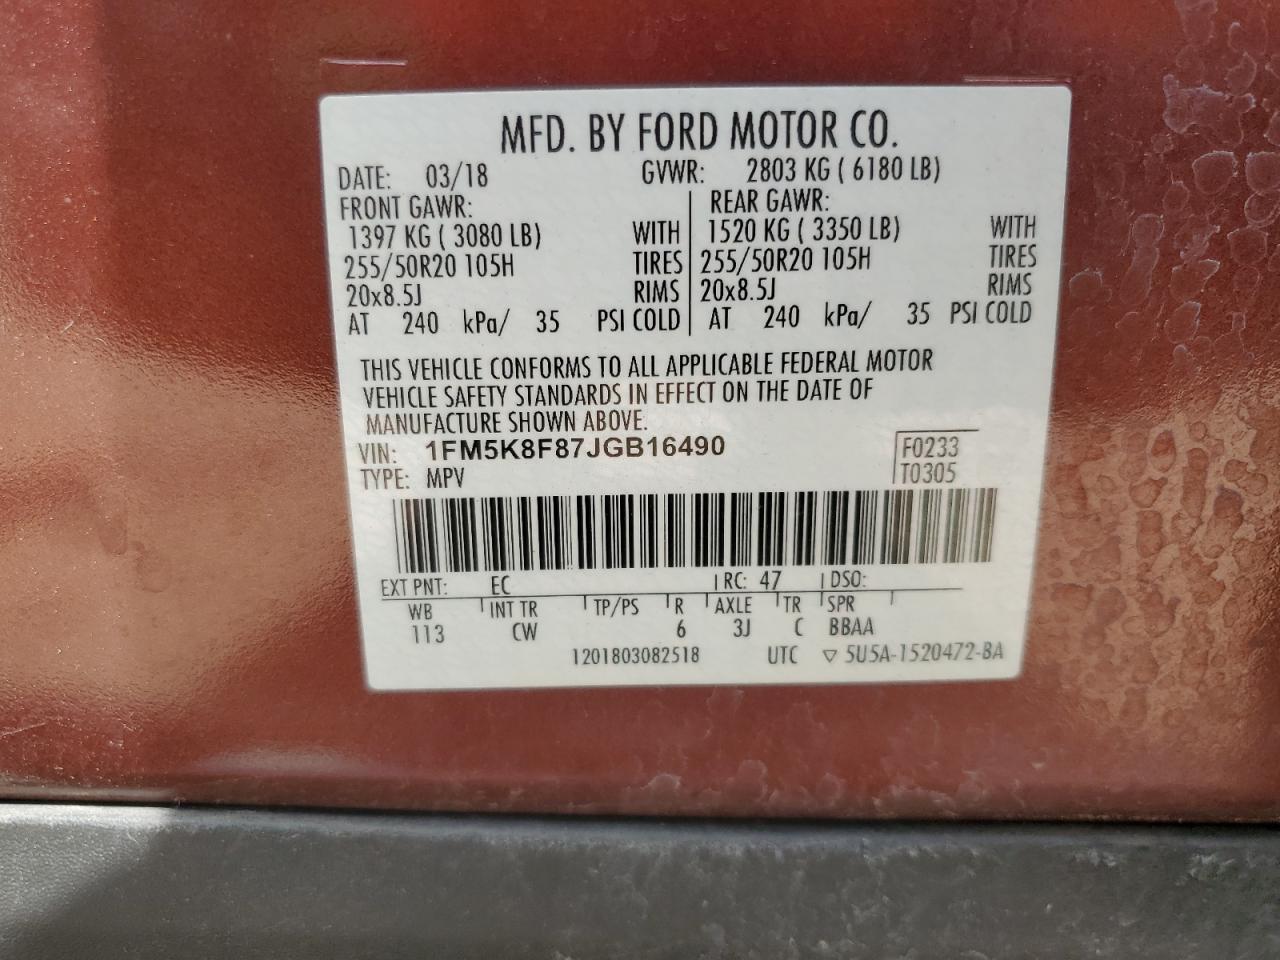 MFD. BY FORD MOTOR CO.
DATE: 03/18 GVWR: 2803 KG ( 6180 LB)
FRONT GAWR: REAR GAWR:
1397 KG ( 3080 LB) WITH 1520 KG ( 3350 LB) WITH
255/50R20 105H TIRES 255/50R20 105H TIRES
20x8.5J RIMS 20x8.5J RIMS
AT 240 kPa/ 35 PSI COLD AT 240 kPa/ 35 PSI COLD
THIS VEHICLE CONFORMS TO ALL APPLICABLE FEDERAL MOTOR
VEHICLE SAFETY STANDARDS IN EFFECT ON THE DATE OF
MANUFACTURE SHOWN ABOVE.
VIN: 1FM5K8F87JGB16490 F0233
TYPE: MPV T0305
EXT PNT: EC RC: 47 DSO:
WB INT TR TP/PS R AXLE TR SPR
113 CW 6 3J C BBAA
1201803082518 UTC ▽ 5U5A-1520472-BA